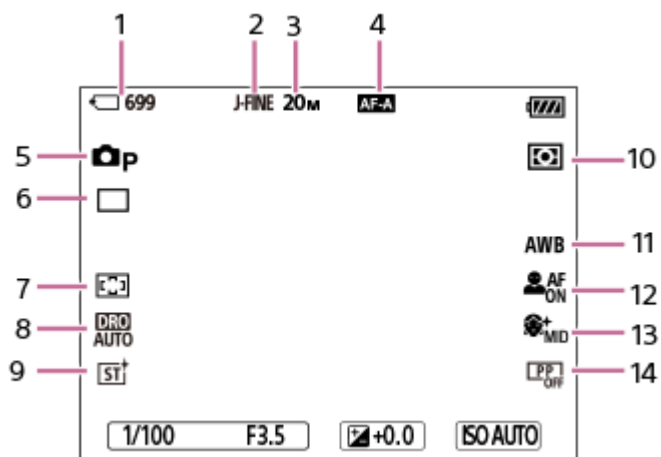 1 2 3 4
699 J-FINE 20M AF-A
5 P 10
6
AWB 11
7 AF ON 12
8 DRO AUTO MID 13
9 ST PP OFF 14
1/100 F3.5 +0.0 ISO AUTO